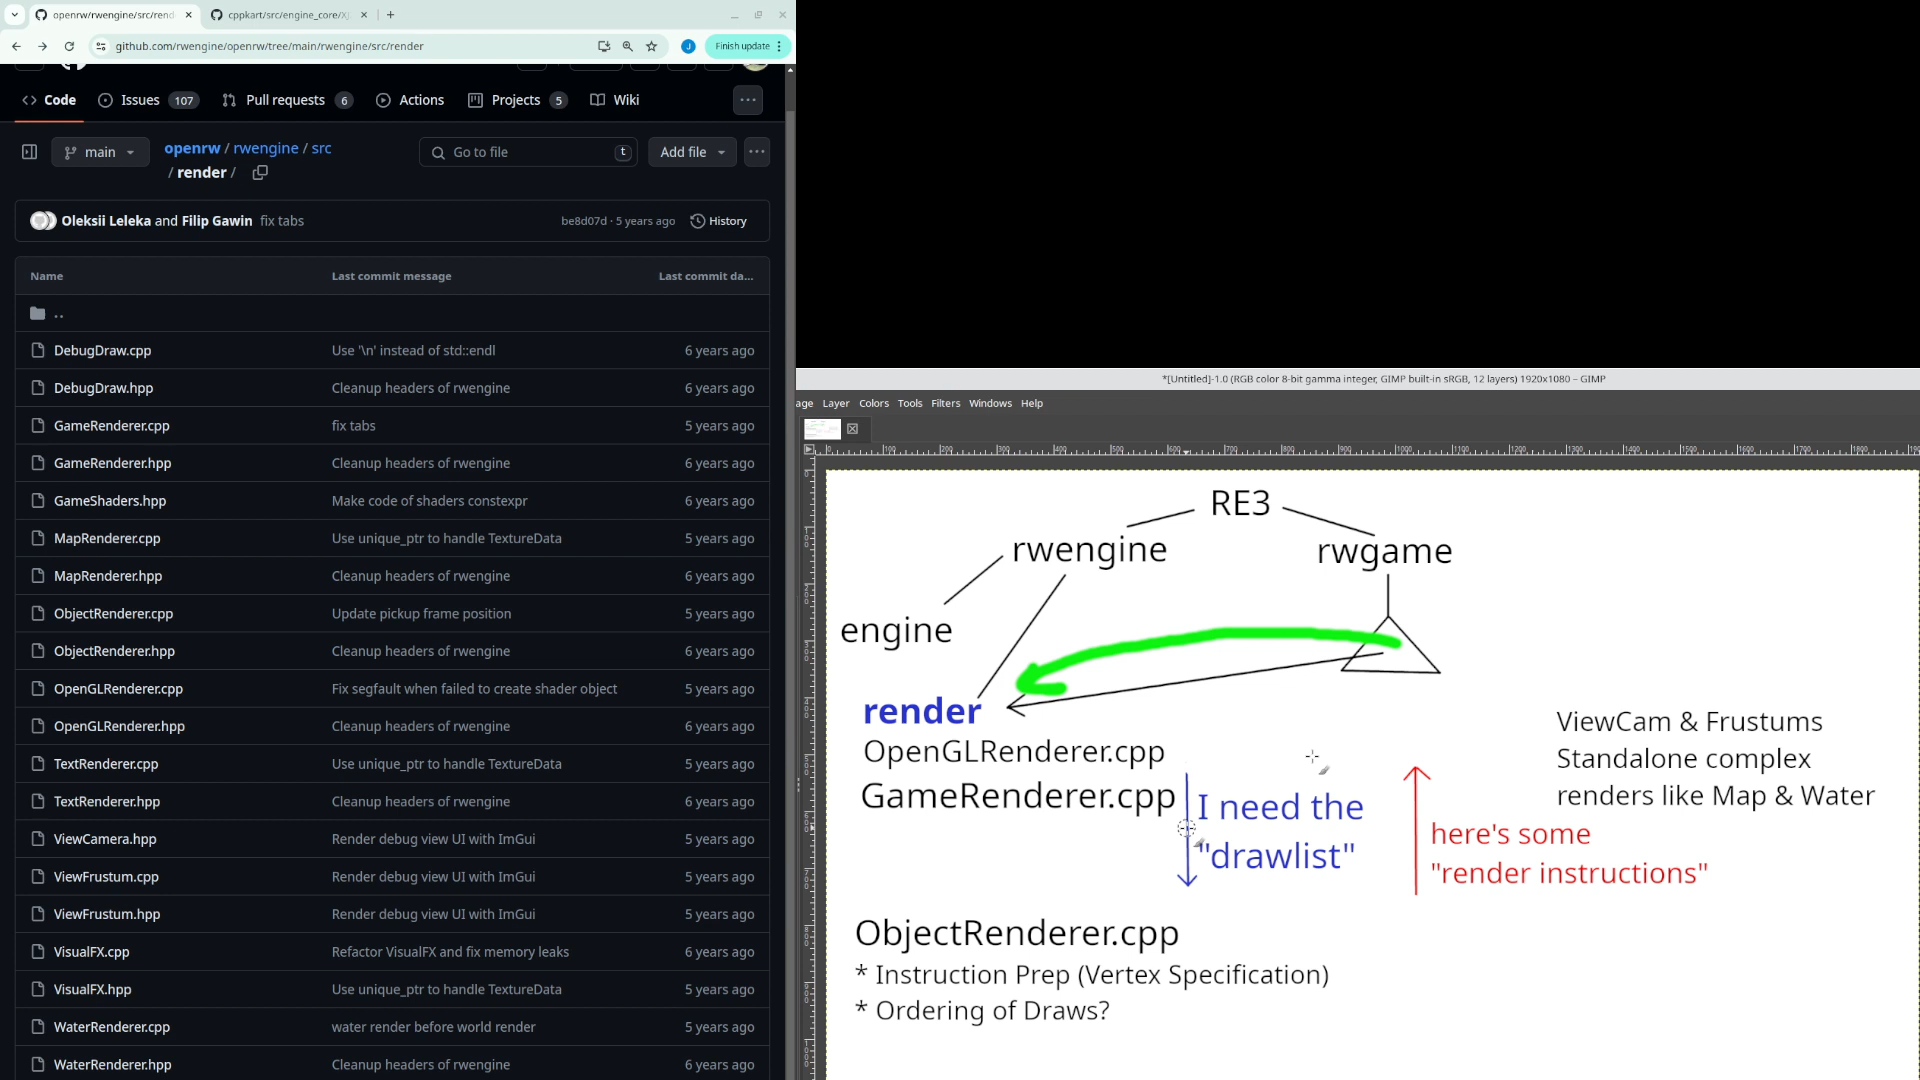 openrw/rwengine/src/rend
cppkart/src/engine_core/X
github.com/rwengine/openrw/tree/main/rwengine/src/render
J
Finish update
Code
Issues 107
Pull requests 6
Actions
Projects 5
Wiki
main
openrw / rwengine / src
/ render /
Go to file
t
Add file
Oleksii Leleka and Filip Gawin fix tabs
be8d07d · 5 years ago
History
Name Last commit message Last commit da...
..
DebugDraw.cpp Use '\n' instead of std::endl 6 years ago
DebugDraw.hpp Cleanup headers of rwengine 6 years ago
GameRenderer.cpp fix tabs 5 years ago
GameRenderer.hpp Cleanup headers of rwengine 6 years ago
GameShaders.hpp Make code of shaders constexpr 6 years ago
MapRenderer.cpp Use unique_ptr to handle TextureData 5 years ago
MapRenderer.hpp Cleanup headers of rwengine 6 years ago
ObjectRenderer.cpp Update pickup frame position 5 years ago
ObjectRenderer.hpp Cleanup headers of rwengine 6 years ago
OpenGLRenderer.cpp Fix segfault when failed to create shader object 5 years ago
OpenGLRenderer.hpp Cleanup headers of rwengine 6 years ago
TextRenderer.cpp Use unique_ptr to handle TextureData 5 years ago
TextRenderer.hpp Cleanup headers of rwengine 6 years ago
ViewCamera.hpp Render debug view UI with ImGui 5 years ago
ViewFrustum.cpp Render debug view UI with ImGui 5 years ago
ViewFrustum.hpp Render debug view UI with ImGui 5 years ago
VisualFX.cpp Refactor VisualFX and fix memory leaks 6 years ago
VisualFX.hpp Use unique_ptr to handle TextureData 5 years ago
WaterRenderer.cpp water render before world render 5 years ago
WaterRenderer.hpp Cleanup headers of rwengine 6 years ago
*[Untitled]-1.0 (RGB color 8-bit gamma integer, GIMP built-in sRGB, 12 layers) 1920x1080 – GIMP
age Layer Colors Tools Filters Windows Help
RE3
rwengine
rwgame
engine
render
OpenGLRenderer.cpp
GameRenderer.cpp
I need the
"drawlist"
here's some
"render instructions"
ViewCam & Frustums
Standalone complex
renders like Map & Water
ObjectRenderer.cpp
* Instruction Prep (Vertex Specification)
* Ordering of Draws?